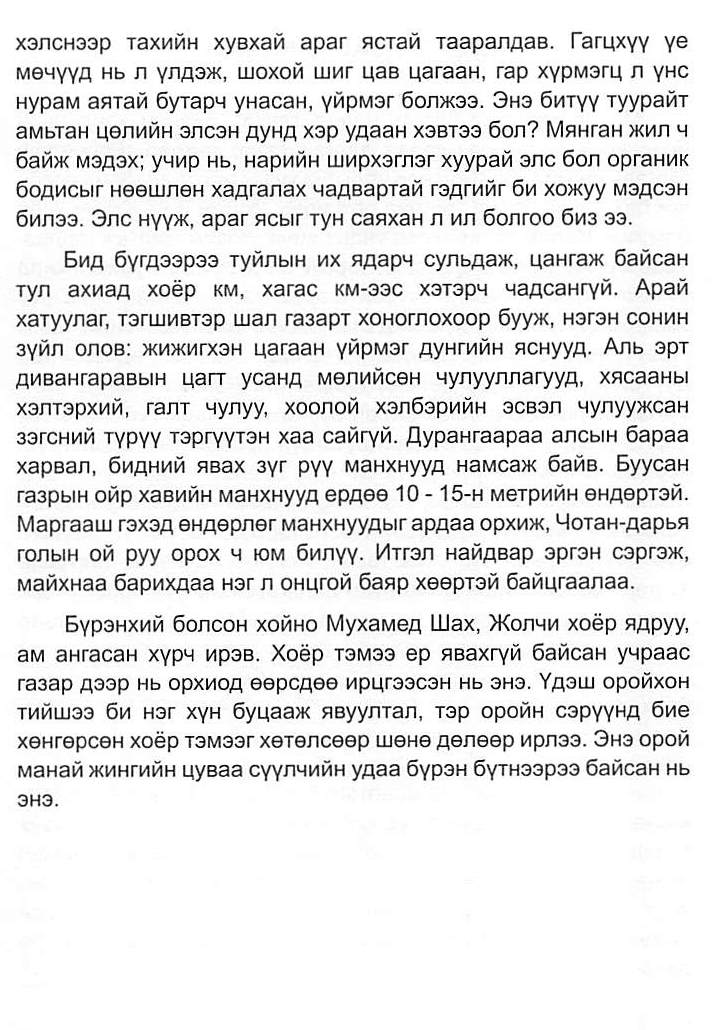 хэлснээр тахийн хувхай араг ястай тааралдав. Гагцхүү үе
мөчүүд нь л үлдэж, шохой шиг цав цагаан, гар хүрмэгц л үнс
нурам аятай бутарч унасан, үйрмэг болжээ. Энэ битүү туурайт
амьтан цөлийн элсэн дунд хэр удаан хэвтээ бол? Мянган жил ч
байж мэдэх; учир нь, нарийн ширхэглэг хуурай элс бол органик
бодисыг нөөшлөн хадгалах чадвартай гэдгийг би хожуу мэдсэн
билээ. Элс нүүж, араг ясыг тун саяхан л ил болгоо биз ээ.
Бид бүгдээрээ туйлын их ядарч сульдаж, цангаж байсан
тул ахиад хоёр км, хагас км-ээс хэтэрч чадсангүй. Арай
хатуулаг, тэгшивтэр шал газарт хоноглохоор бууж, нэгэн сонин
зүйл олов: жижигхэн цагаан үйрмэг дунгийн яснууд. Аль эрт
дивангаравын цагт усанд мөлийсөн чулууллагууд, хясааны
хэлтэрхий, галт чулуу, хоолой хэлбэрийн эсвэл чулуужсан
зэгсний түрүү тэргүүтэн хаа сайгүй. Дурангаараа алсын бараа
харвал, бидний явах зүг рүү манхнууд намсаж байв. Буусан
газрын ойр хавийн манхнууд ердөө 10 - 15-н метрийн өндөртэй.
Маргааш гэхэд өндөрлөг манхнуудыг ардаа орхиж, Чотан-дарья
голын ой руу орох ч юм билүү. Итгэл найдвар эргэн сэргэж,
майхнаа барихдаа нэг л онцгой баяр хөөртэй байцгаалаа.
Бүрэнхий болсон хойно Мухамед Шах, Жолчи хоёр ядруу,
ам ангасан хүрч ирэв. Хоёр тэмээ ер явахгүй байсан учраас
газар дээр нь орхиод өөрсдөө ирцгээсэн нь энэ. Үдэш оройхон
тийшээ би нэг хүн буцааж явуултал, тэр оройн сэрүүнд бие
хөнгөрсөн хоёр тэмээг хөтөлсөөр шөнө дөлөөр ирлээ. Энэ орой
манай жингийн цуваа сүүлчийн удаа бүрэн бүтнээрээ байсан нь
энэ.